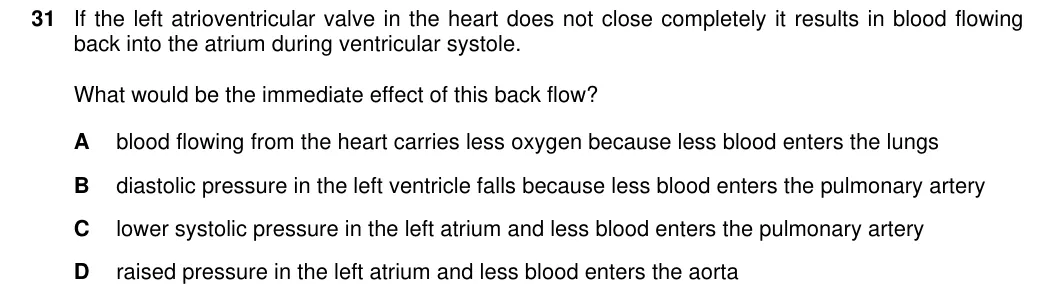 31 If the left atrioventricular valve in the heart does not close completely it results in blood flowing
back into the atrium during ventricular systole.
What would be the immediate effect of this back flow?
A blood flowing from the heart carries less oxygen because less blood enters the lungs
B diastolic pressure in the left ventricle falls because less blood enters the pulmonary artery
C lower systolic pressure in the left atrium and less blood enters the pulmonary artery
D raised pressure in the left atrium and less blood enters the aorta